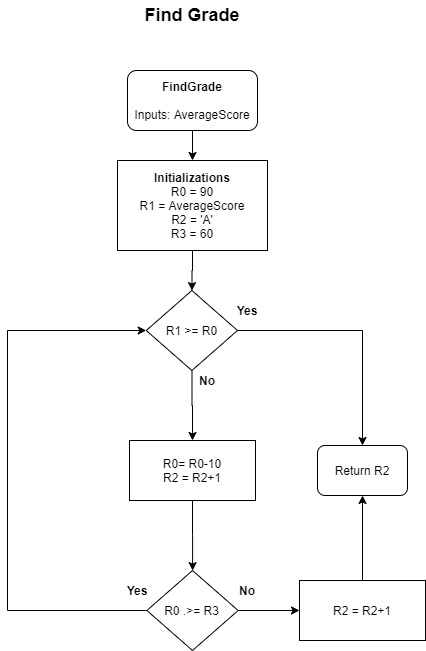 Find Grade
FindGrade
Inputs: AverageScore
Initializations
R0 = 90
R1 = AverageScore
R2 = 'A'
R3 = 60
Yes
R1 >= R0
No
R0= R0-10
R2 = R2+1
Return R2
Yes
No
R0 .>= R3
R2 = R2+1